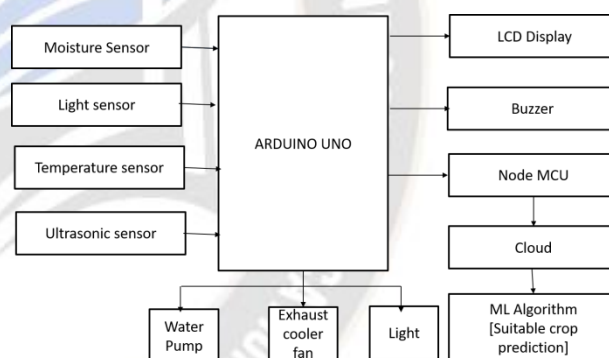 Moisture Sensor
Light sensor
Temperature sensor
Ultrasonic sensor
ARDUINO UNO
LCD Display
Buzzer
Node MCU
Cloud
ML Algorithm
[Suitable crop
prediction]
Water
Pump
Exhaust
cooler
fan
Light